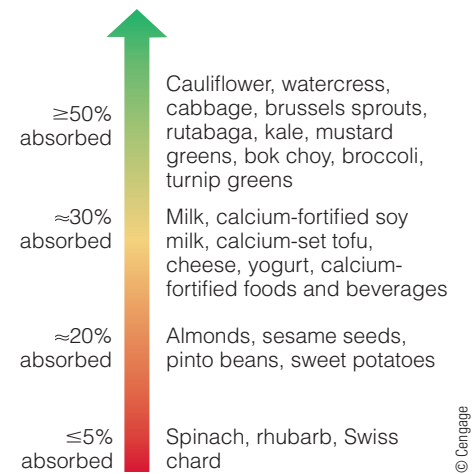 ≥50%
absorbed
Cauliflower, watercress,
cabbage, brussels sprouts,
rutabaga, kale, mustard
greens, bok choy, broccoli,
turnip greens
≈30%
absorbed
Milk, calcium-fortified soy
milk, calcium-set tofu,
cheese, yogurt, calcium-
fortified foods and beverages
≈20%
absorbed
Almonds, sesame seeds,
pinto beans, sweet potatoes
≤5%
absorbed
Spinach, rhubarb, Swiss
chard
© Cengage